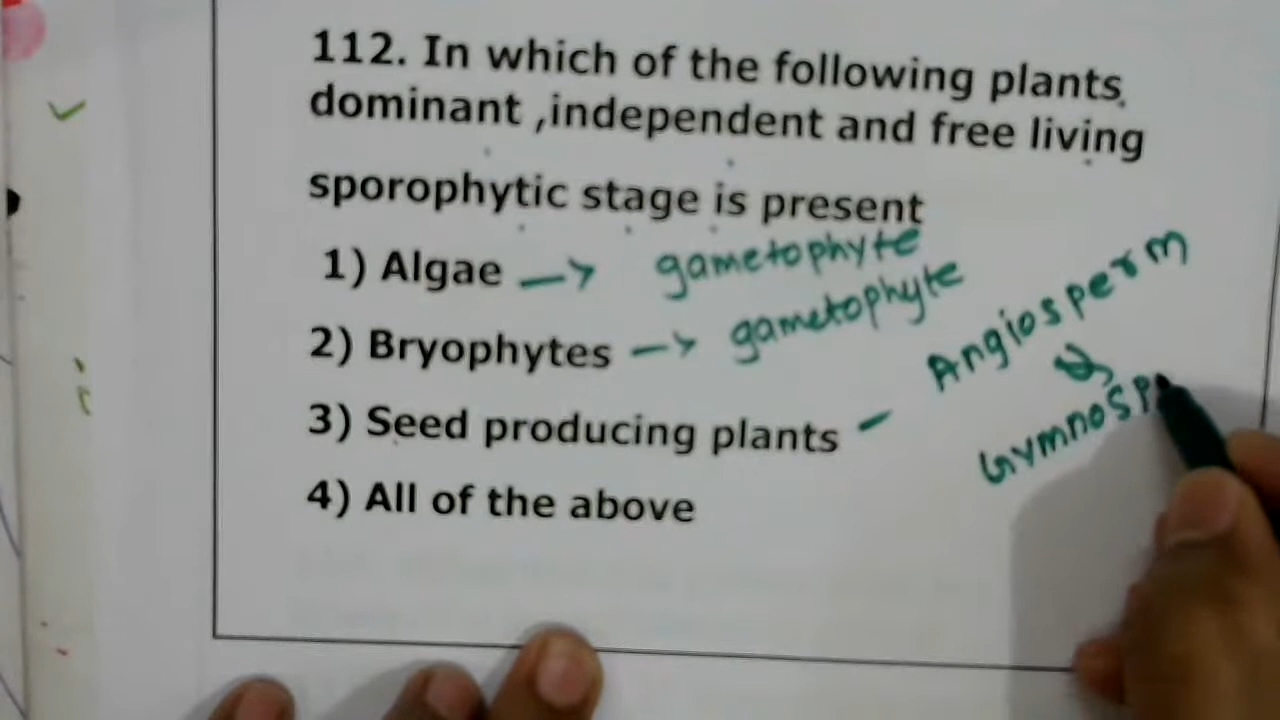 112. In which of the following plants
dominant ,independent and free living
sporophytic stage is present
1) Algae -> gametophyte
2) Bryophytes -> gametophyte
3) Seed producing plants - Angiosperm
&
Gymnosp
4) All of the above